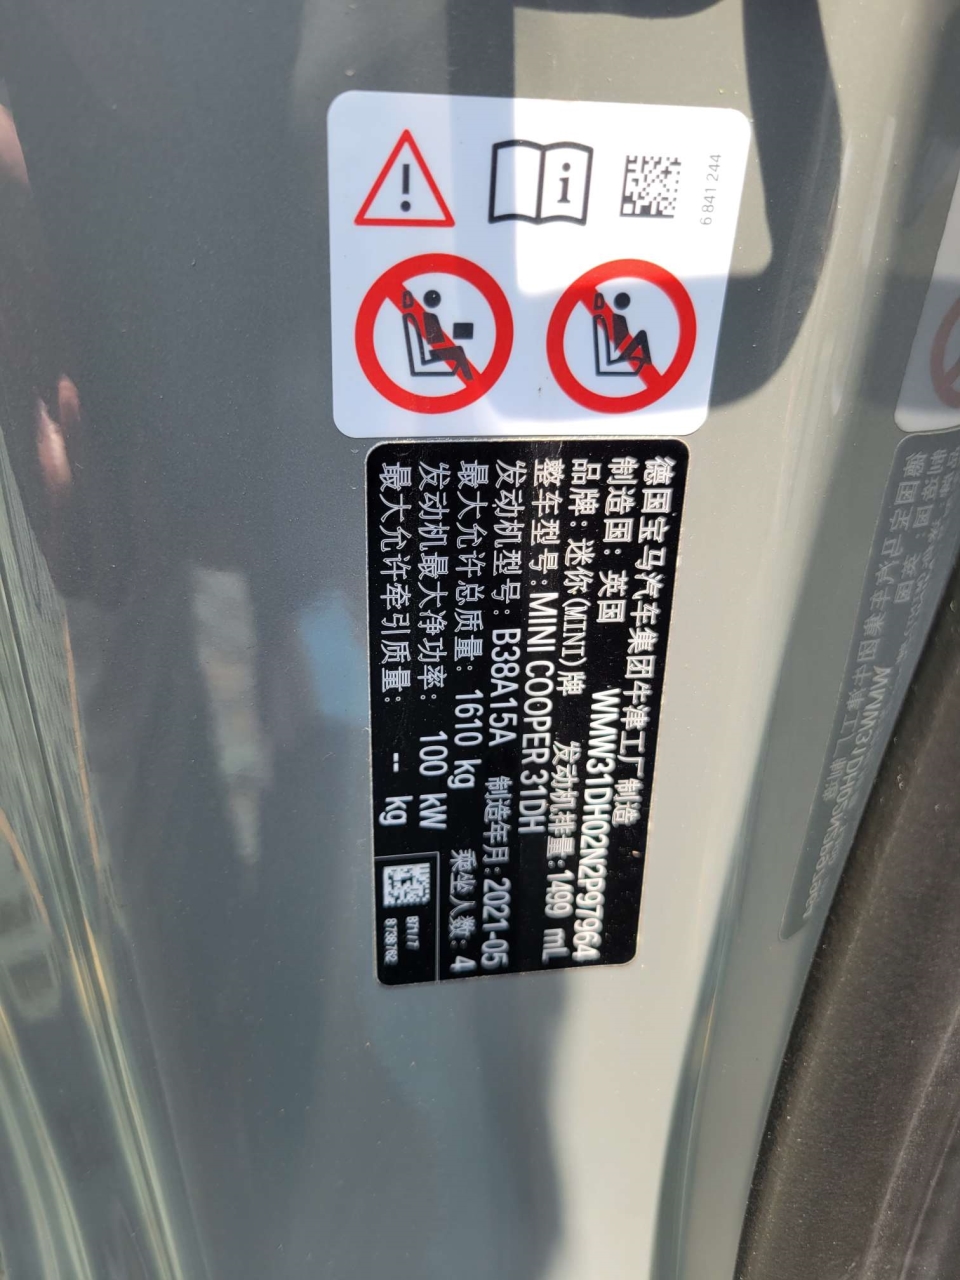 6 841 244
德国宝马汽车集团牛津工厂制造
制造国: 英国 WMW31DH02N2P97964
品牌: 迷你(MINI)牌 发动机排量:1499 mL
整车型号: MINI COOPER 31DH
发动机型号: B38A15A 制造年月: 2021-05
最大允许总质量: 1610 kg 乘坐人数: 4
发动机最大净功率: 100 kW
最大允许牵引质量: -- kg